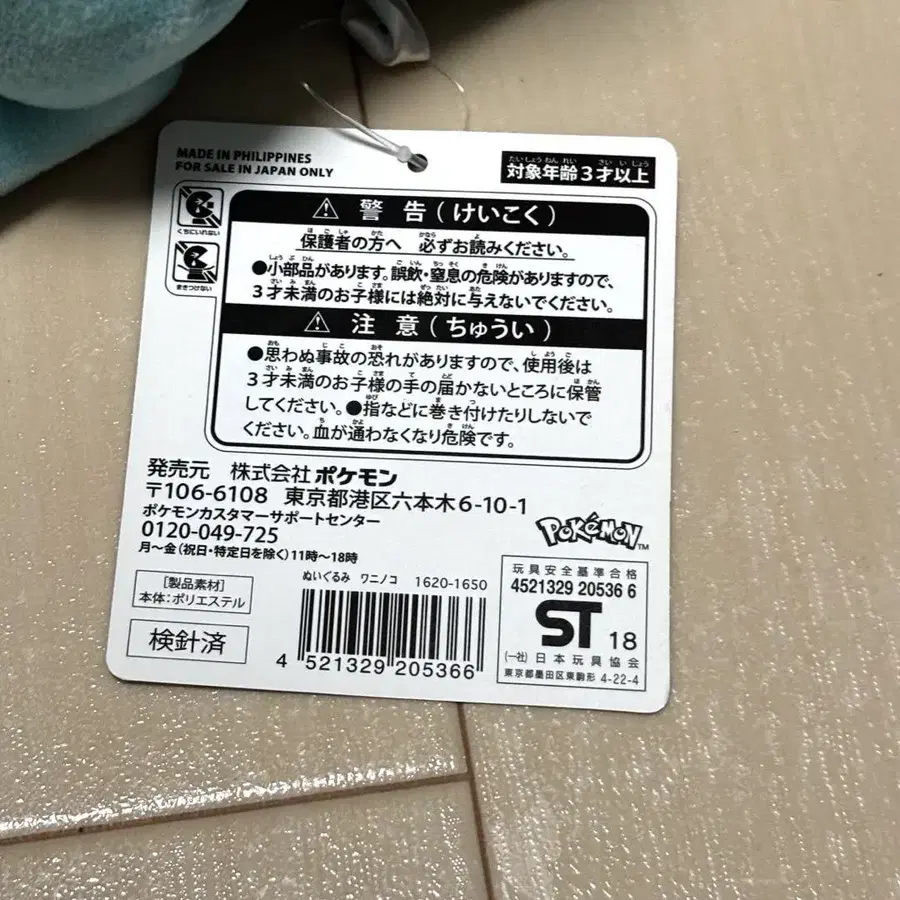 MADE IN PHILIPPINES
FOR SALE IN JAPAN ONLY
対象年齢3才以上
くちにいれない
まきつけない
警告(けいこく)
保護者の方へ 必ずお読みください。
●小部品があります。誤飲・窒息の危険がありますので、
3才未満のお子様には絶対に与えないでください。
注意(ちゅうい)
●思わぬ事故の恐れがありますので、使用後は
3才未満のお子様の手の届かないところに保管
してください。●指などに巻き付けたりしないで
ください。血が通わなくなり危険です。
発売元 株式会社ポケモン
〒106-6108 東京都港区六本木6-10-1
ポケモンカスタマーサポートセンター
0120-049-725
月～金(祝日・特定日を除く)11時～18時
[製品素材]
本体:ポリエステル
検針済
ぬいぐるみ ワニノコ 1620-1650
4 521329 205366
POKéMON™
玩具安全基準合格
4521329 20536 6
ST 18
(一社)日本玩具協会
東京都墨田区東駒形 4-22-4